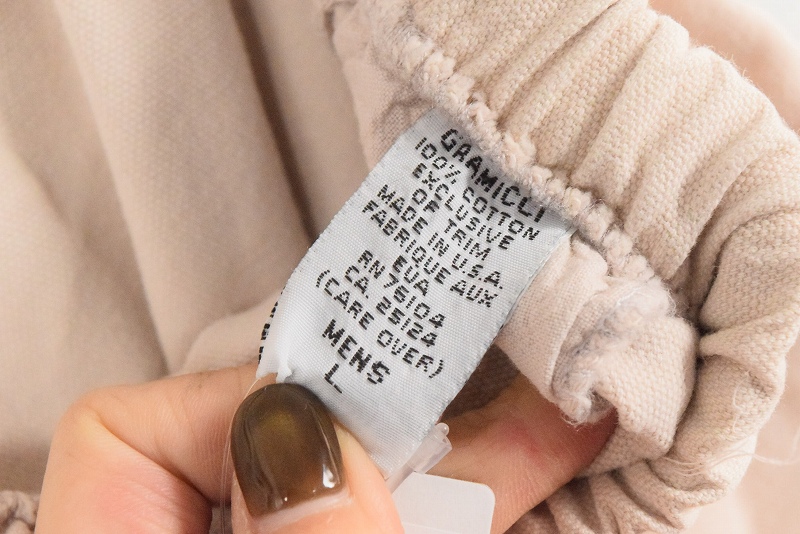 GRAMICCI
100% COTTON
EXCLUSIVE
OF TRIM
MADE IN U.S.A.
FABRIQUE AUX
EUA
RN 75104
CA. 25124
(CARE OVER)
MENS
L